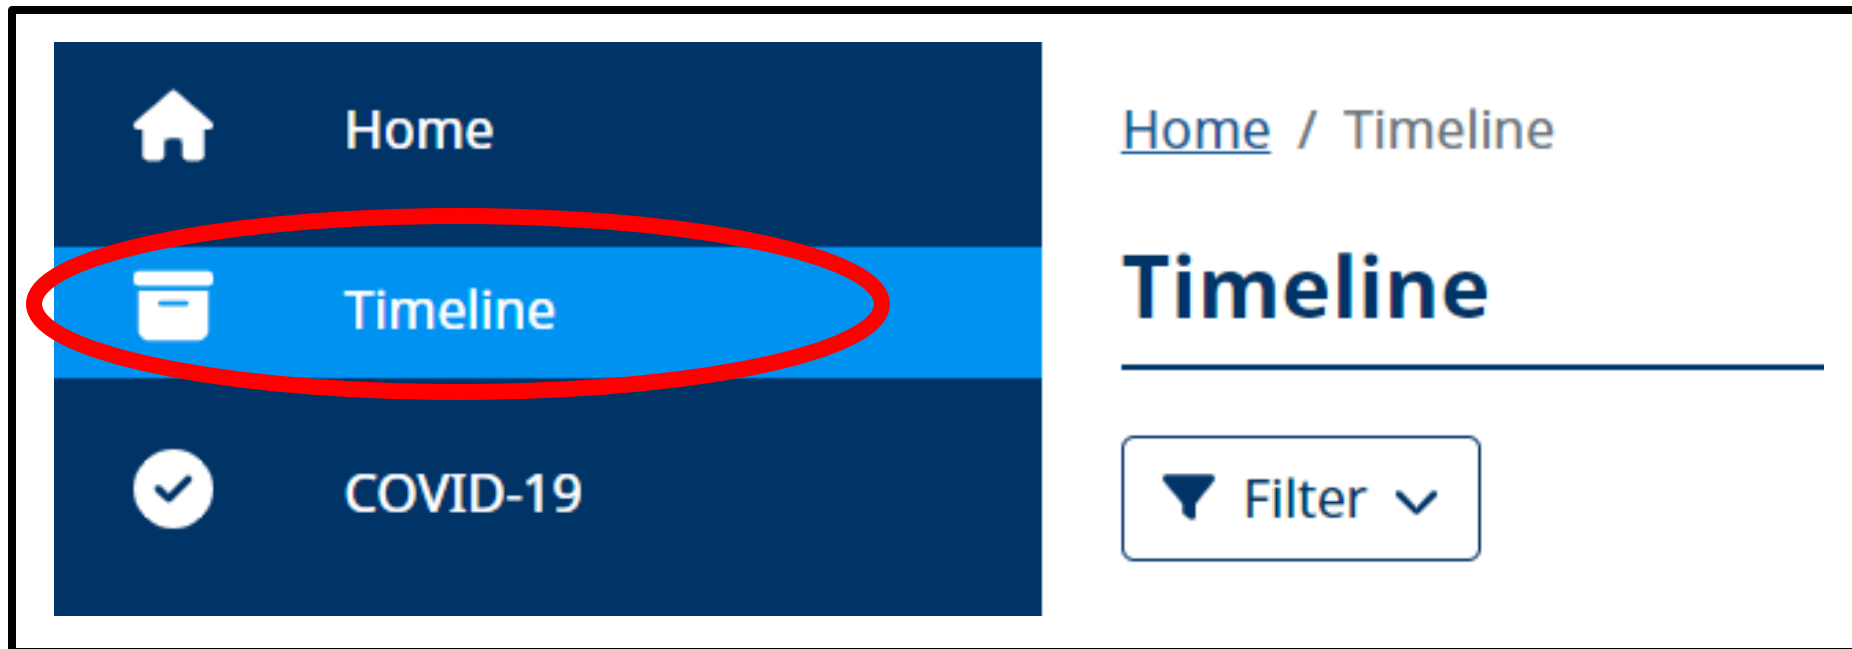 Home
Timeline
COVID-19
Home / Timeline
Timeline
Filter